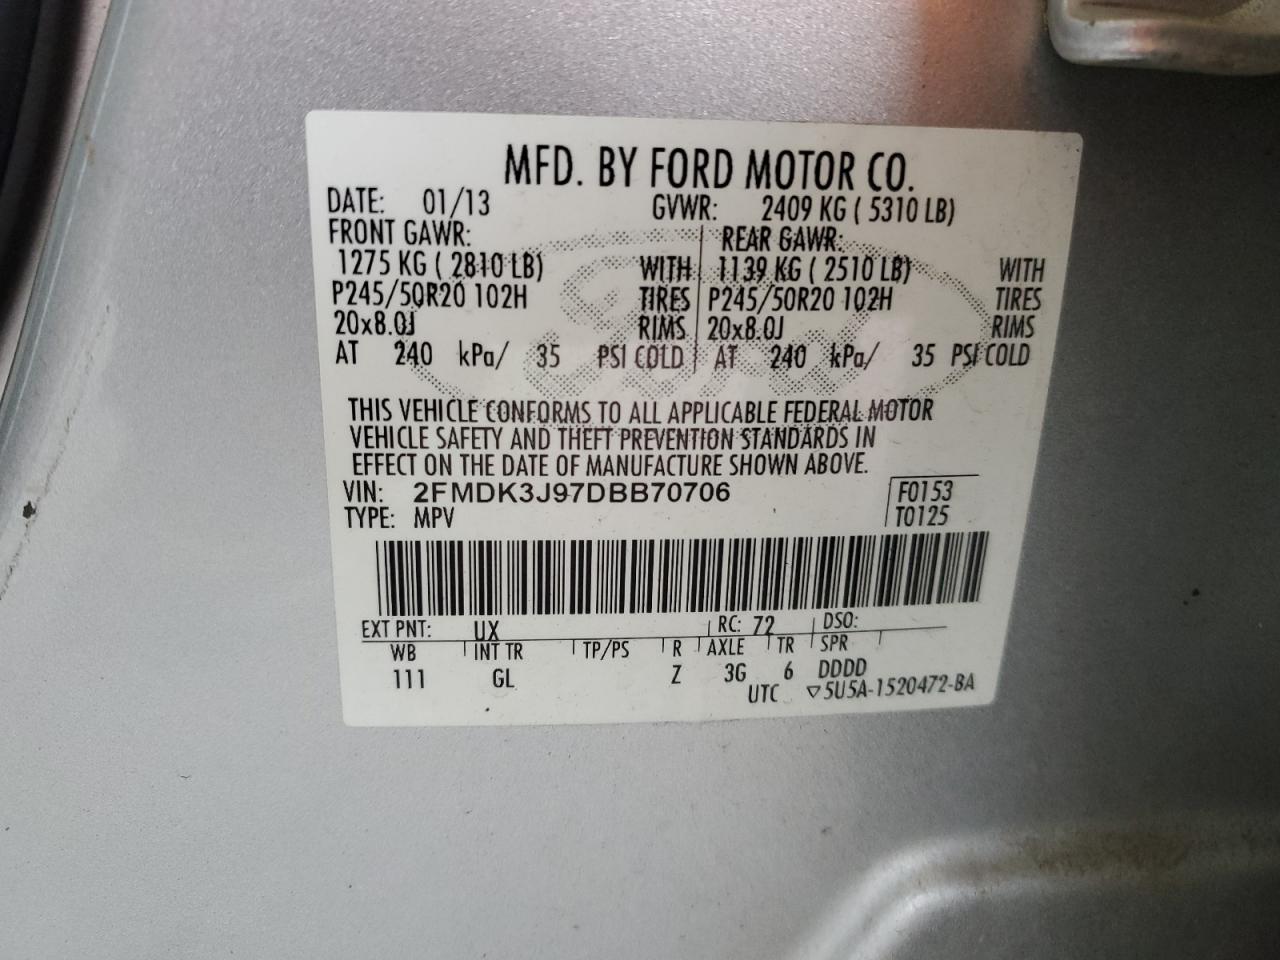 MFD. BY FORD MOTOR CO.
DATE: 01/13 GVWR: 2409 KG ( 5310 LB)
FRONT GAWR: REAR GAWR:
1275 KG ( 2810 LB) WITH 1139 KG ( 2510 LB) WITH
P245/50R20 102H TIRES P245/50R20 102H TIRES
20x8.0J RIMS 20x8.0J RIMS
AT 240 kPa/ 35 PSI COLD AT 240 kPa/ 35 PSI COLD
THIS VEHICLE CONFORMS TO ALL APPLICABLE FEDERAL MOTOR
VEHICLE SAFETY AND THEFT PREVENTION STANDARDS IN
EFFECT ON THE DATE OF MANUFACTURE SHOWN ABOVE.
VIN: 2FMDK3J97DBB70706 F0153
TYPE: MPV T0125
EXT PNT: UX RC: 72 DSO:
WB INT TR TP/PS R AXLE TR SPR
111 GL Z 3G 6 DDDD
UTC ▽5U5A-1520472-BA